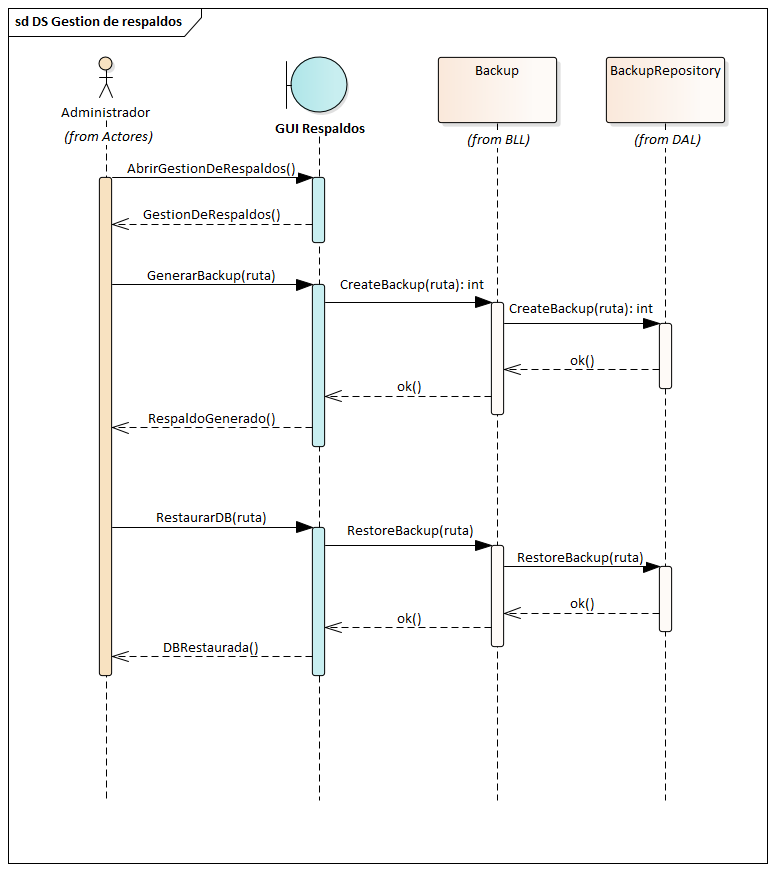 sd DS Gestion de respaldos
Administrador
(from Actores)
GUI Respaldos
Backup
(from BLL)
BackupRepository
(from DAL)
AbrirGestionDeRespaldos()
GestionDeRespaldos()
GenerarBackup(ruta)
CreateBackup(ruta): int
CreateBackup(ruta): int
ok()
ok()
RespaldoGenerado()
RestaurarDB(ruta)
RestoreBackup(ruta)
RestoreBackup(ruta)
ok()
ok()
DBRestaurada()